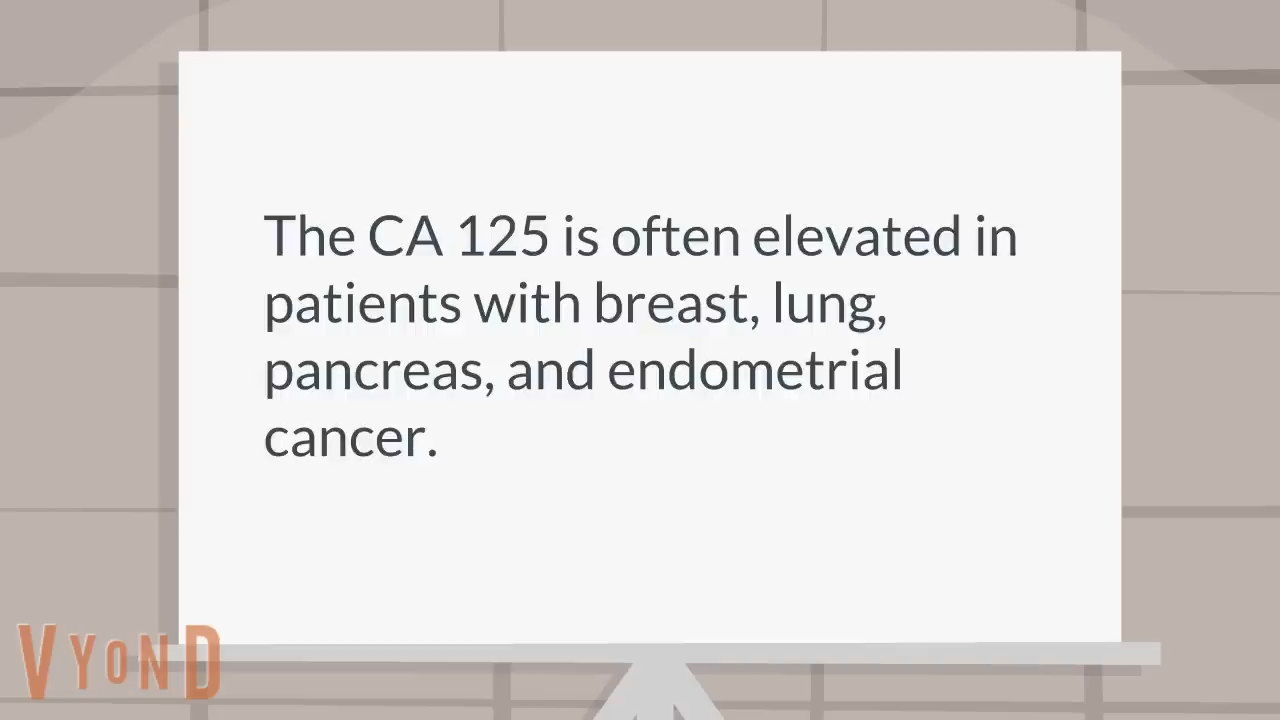 The CA 125 is often elevated in
patients with breast, lung,
pancreas, and endometrial
cancer.
VYOND